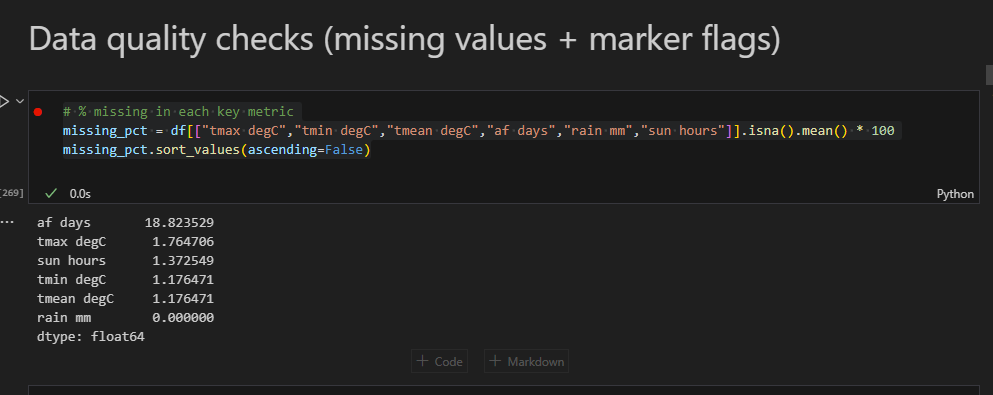 Data quality checks (missing values + marker flags)
# % missing in each key metric
missing_pct = df[["tmax degC","tmin degC","tmean degC","af days","rain mm","sun hours"]].isna().mean() * 100
missing_pct.sort_values(ascending=False)
[269]
0.0s
Python
...
af days 18.823529
tmax degC 1.764706
sun hours 1.372549
tmin degC 1.176471
tmean degC 1.176471
rain mm 0.000000
dtype: float64
+ Code
+ Markdown